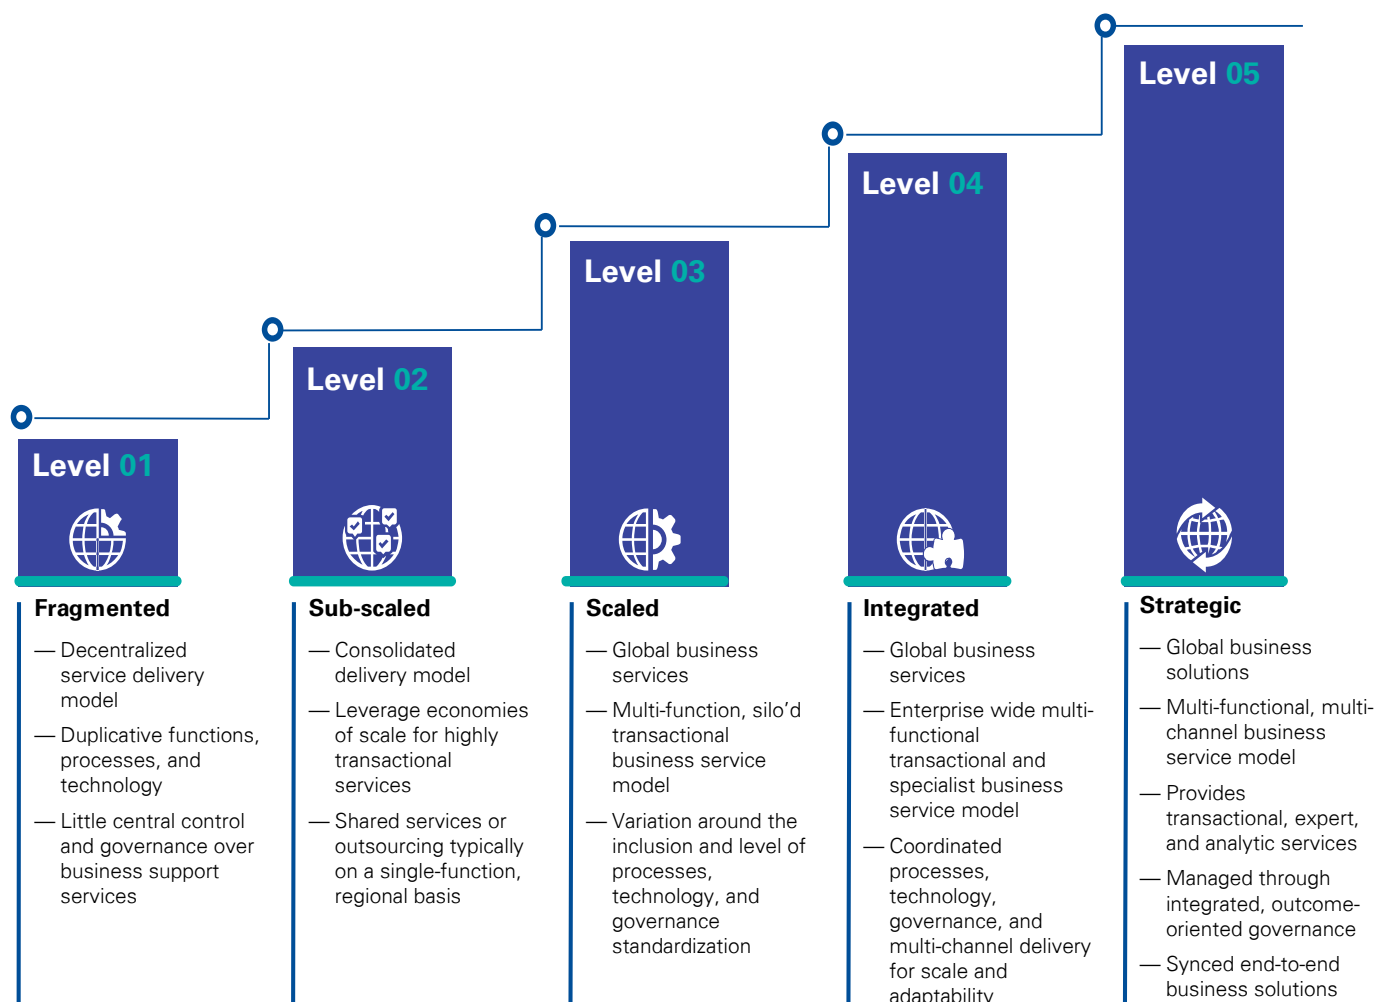 Level 01
Fragmented
— Decentralized
service delivery
model
— Duplicative functions,
processes, and
technology
— Little central control
and governance over
business support
services
Level 02
Sub-scaled
— Consolidated
delivery model
— Leverage economies
of scale for highly
transactional
services
— Shared services or
outsourcing typically
on a single-function,
regional basis
Level 03
Scaled
— Global business
services
— Multi-function, silo’d
transactional
business service
model
— Variation around the
inclusion and level of
processes,
technology, and
governance
standardization
Level 04
Integrated
— Global business
services
— Enterprise wide multi-
functional
transactional and
specialist business
service model
— Coordinated
processes,
technology,
governance, and
multi-channel delivery
for scale and
adaptability
Level 05
Strategic
— Global business
solutions
— Multi-functional, multi-
channel business
service model
— Provides
transactional, expert,
and analytic services
— Managed through
integrated, outcome-
oriented governance
— Synced end-to-end
business solutions